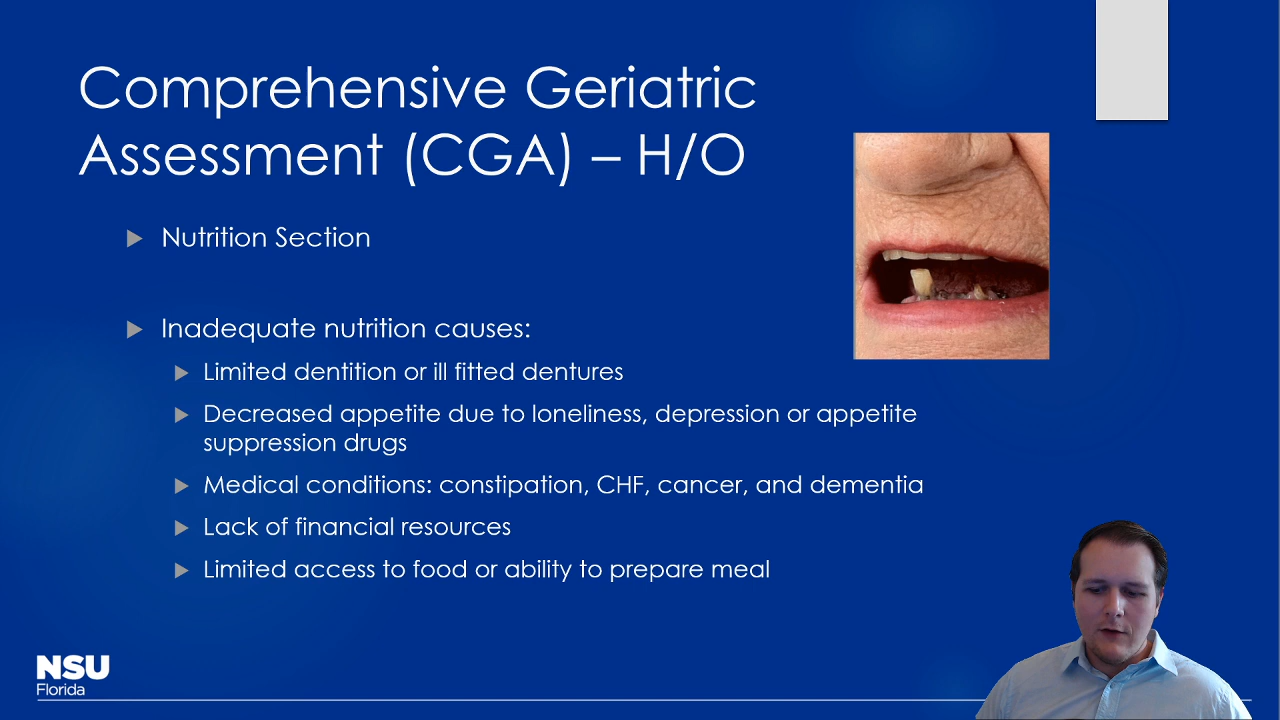 Comprehensive Geriatric
Assessment (CGA) – H/O
Nutrition Section
Inadequate nutrition causes:
Limited dentition or ill fitted dentures
Decreased appetite due to loneliness, depression or appetite
suppression drugs
Medical conditions: constipation, CHF, cancer, and dementia
Lack of financial resources
Limited access to food or ability to prepare meal
NSU
Florida